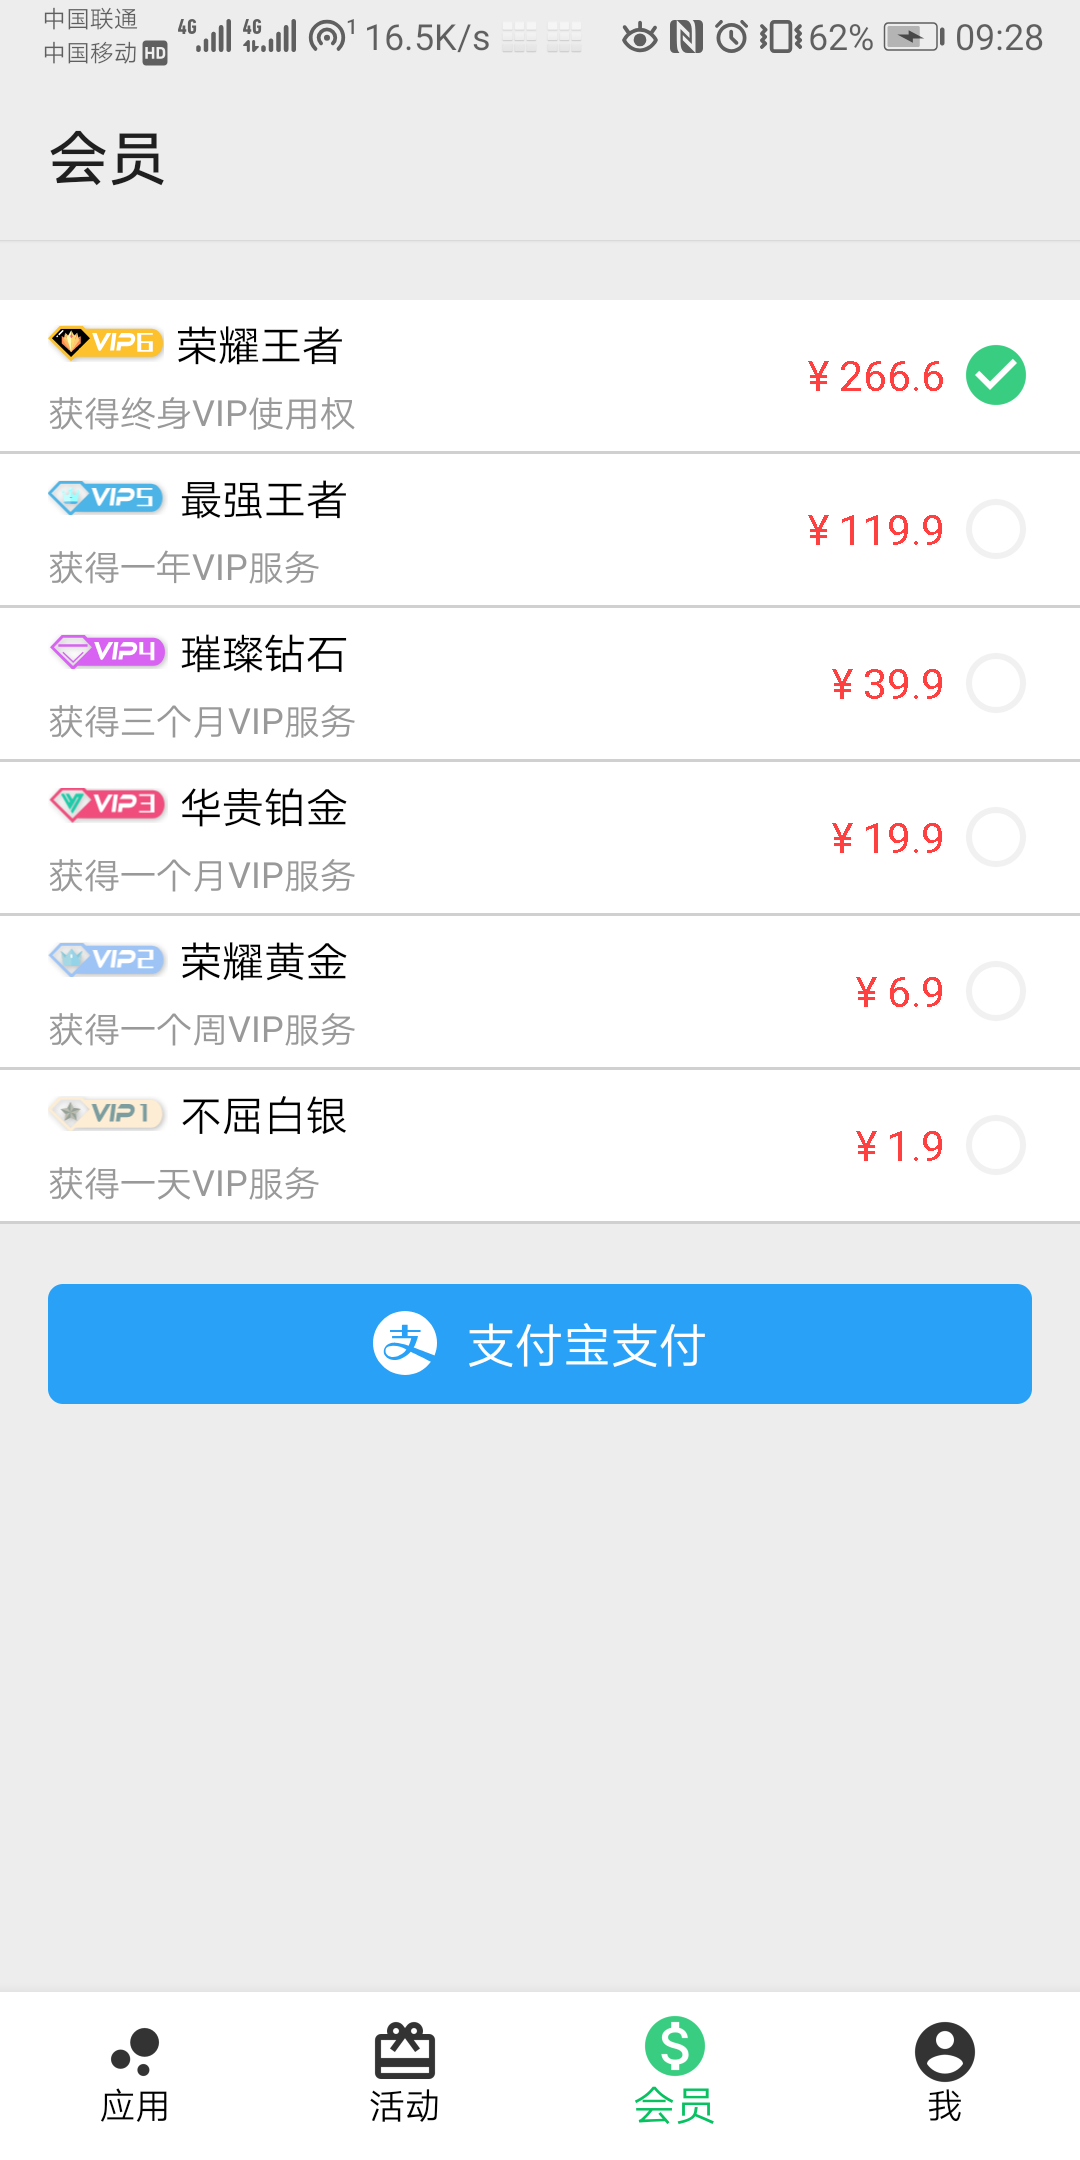 中国联通
中国移动 HD 4G 4G 1 16.5K/s 62% 09:28
会员
VIP6 荣耀王者
¥ 266.6
获得终身VIP使用权
VIP5 最强王者
¥ 119.9
获得一年VIP服务
VIP4 璀璨钻石
¥ 39.9
获得三个月VIP服务
VIP3 华贵铂金
¥ 19.9
获得一个月VIP服务
VIP2 荣耀黄金
¥ 6.9
获得一个周VIP服务
VIP1 不屈白银
¥ 1.9
获得一天VIP服务
支 支付宝支付
应用 活动 会员 我